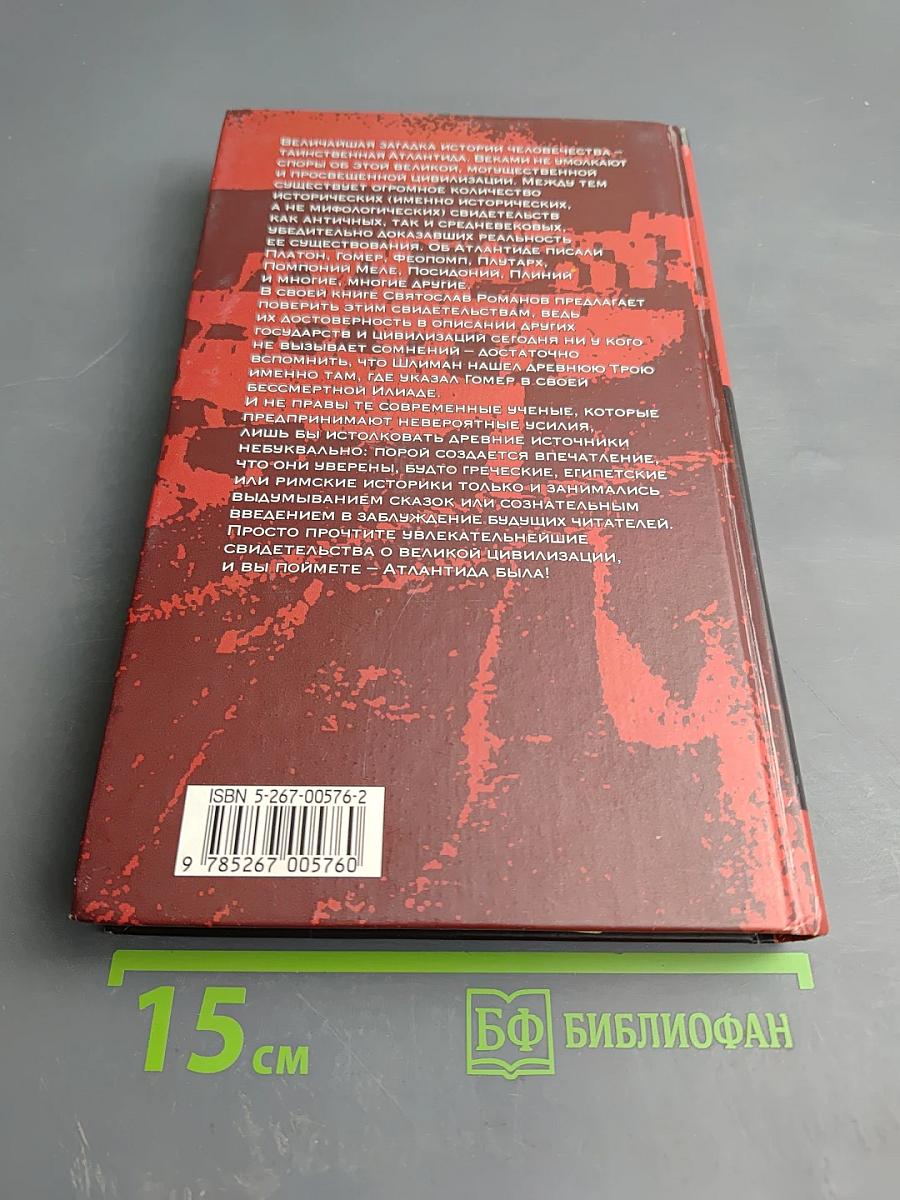 Величайшая загадка истории человечества –
таинственная Атлантида. Веками не умолкают
споры об этой великой, могущественной
и просвещенной цивилизации. Между тем
существует огромное количество
исторических (именно исторических,
а не мифологических) свидетельств
как античных, так и средневековых,
убедительно доказавших реальность
ее существования. Об Атлантиде писали
Платон, Гомер, Феопомп, Плутарх,
Помпоний Меле, Посидоний, Плиний
и многие, многие другие.
В своей книге Святослав Романов предлагает
поверить этим свидетельствам, ведь
их достоверность в описании других
государств и цивилизаций сегодня ни у кого
не вызывает сомнений – достаточно
вспомнить, что Шлиман нашел древнюю Трою
именно там, где указал Гомер в своей
бессмертной Илиаде.
И не правы те современные ученые, которые
предпринимают невероятные усилия,
лишь бы истолковать древние источники
небуквально: порой создается впечатление,
что они уверены, будто греческие, египетские
или римские историки только и занимались
выдумыванием сказок или сознательным
введением в заблуждение будущих читателей.
Просто прочтите увлекательнейшие
свидетельства о великой цивилизации,
и вы поймете – Атлантида была!
ISBN 5-267-00576-2
9 785267 005760
15 см
БФ БИБЛИОФАН